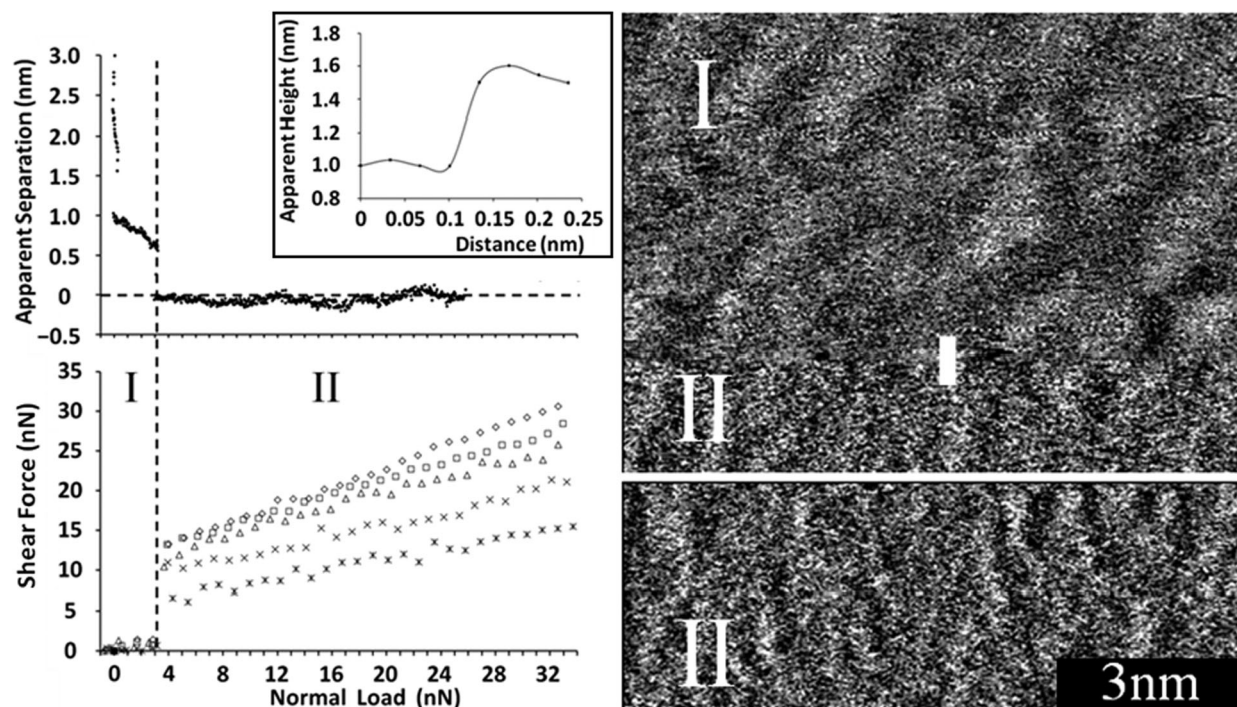 Apparent Separation (nm)
3.0
2.5
2.0
1.5
1.0
0.5
0
−0.5
Apparent Height (nm)
1.8
1.6
1.4
1.2
1.0
0.8
0 0.05 0.1 0.15 0.2 0.25
Distance (nm)
Shear Force (nN)
35
30
25
20
15
10
5
0
I II
0 4 8 12 16 20 24 28 32
Normal Load (nN)
I
II
II
3nm